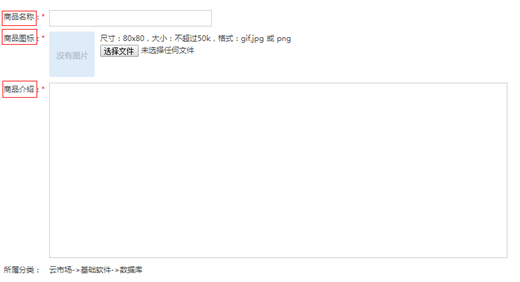 商品名称：*
商品图标：*
没有图片
尺寸：80x80，大小：不超过50k，格式：gif,jpg 或 png
选择文件 未选择任何文件
商品介绍：*
所属分类： 云市场->基础软件->数据库